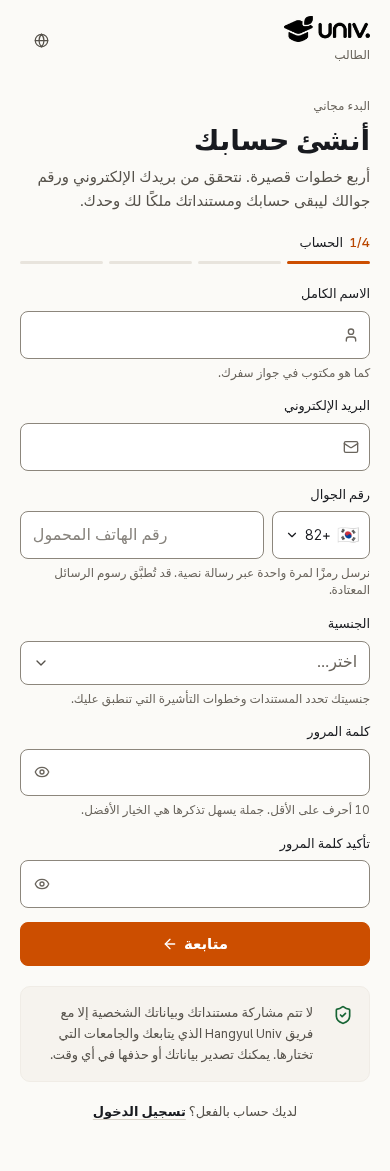 UNIV.
الطالب
البدء مجاني
أنشئ حسابك
أربع خطوات قصيرة. نتحقق من بريدك الإلكتروني ورقم
جوالك ليبقى حسابك ومستنداتك ملكًا لك وحدك.
1/4 الحساب
الاسم الكامل
كما هو مكتوب في جواز سفرك.
البريد الإلكتروني
رقم الجوال
+82
رقم الهاتف المحمول
نرسل رمزًا لمرة واحدة عبر رسالة نصية. قد تُطبَّق رسوم الرسائل
المعتادة.
الجنسية
اختر...
جنسيتك تحدد المستندات وخطوات التأشيرة التي تنطبق عليك.
كلمة المرور
10 أحرف على الأقل. جملة يسهل تذكرها هي الخيار الأفضل.
تأكيد كلمة المرور
متابعة
لا تتم مشاركة مستنداتك وبياناتك الشخصية إلا مع
فريق Hangyul Univ الذي يتابعك والجامعات التي
تختارها. يمكنك تصدير بياناتك أو حذفها في أي وقت.
لديك حساب بالفعل؟ تسجيل الدخول